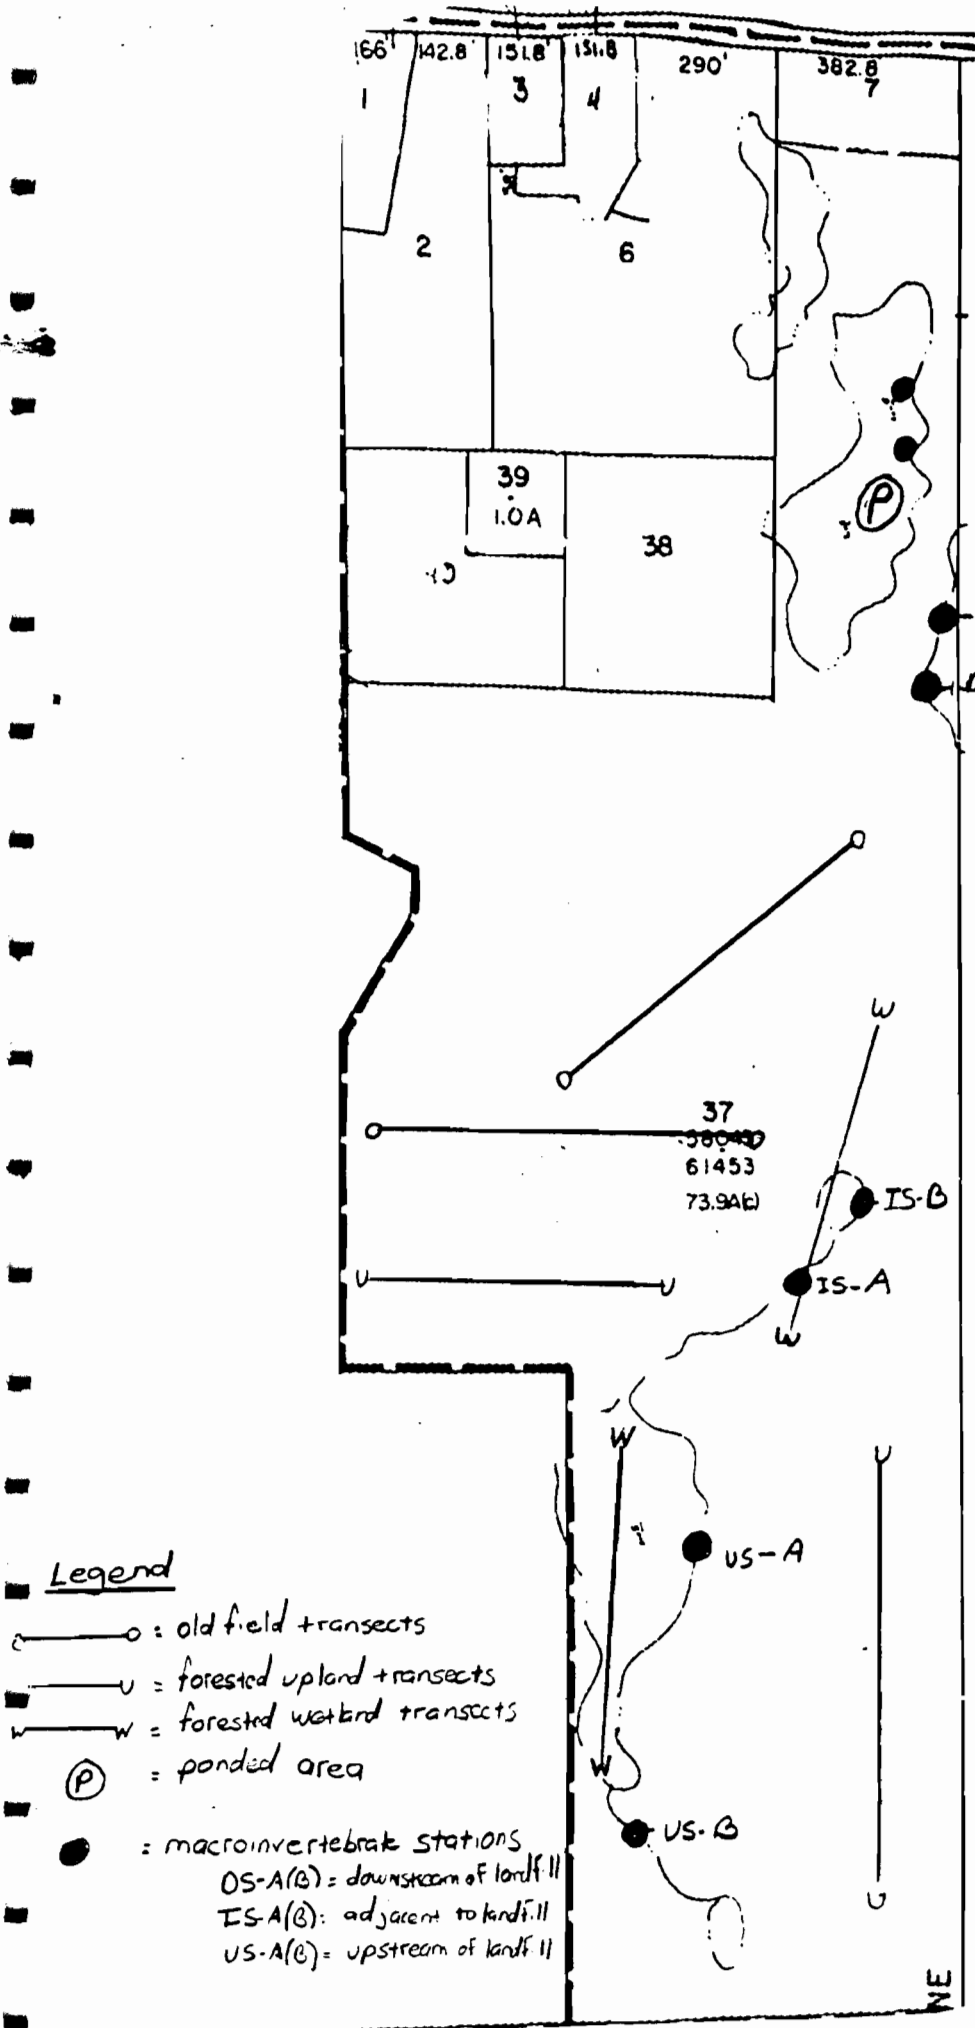 166' 142.8' 151.8' 151.8 290' 382.8
1 3 4 7
2 6
39
1.0A
38
P
37
61453
73.9A(c)
W
IS-B
IS-A
W
U U
W
U
US-A
W
US-B
U
NE
Legend
o : old field transects
U = forested upland transects
W W = forested wetland transects
P = ponded area
: macroinvertebrate stations
DS-A(B) = downstream of landfill
IS-A(B): adjacent to landfill
US-A(B) = upstream of landfill